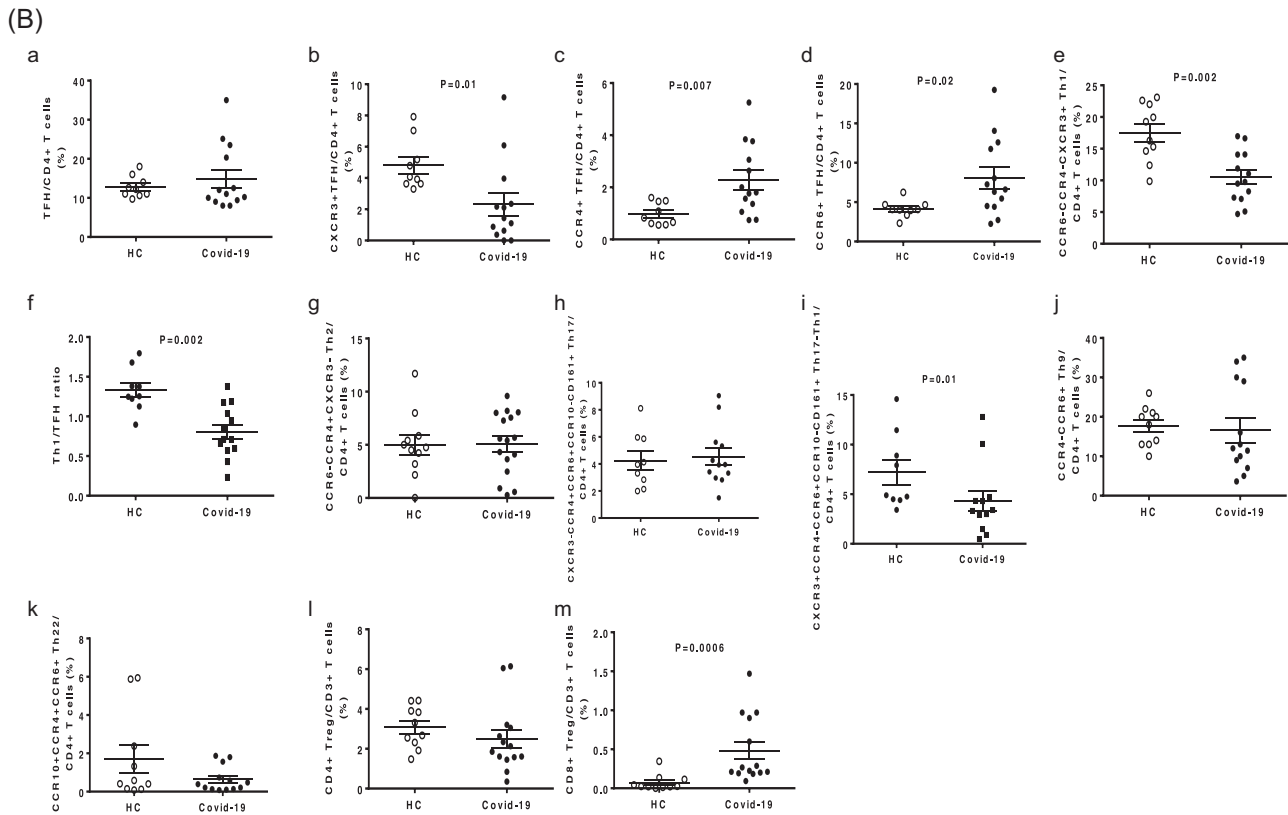 (B)
a
TFH/CD4+ T cells
(%)
40
30
20
10
0
HC
Covid-19
b
CXCR3+TFH/CD4+ T cells
(%)
P=0.01
10
8
6
4
2
0
HC
Covid-19
c
CCR4+ TFH/CD4+ T cells
(%)
P=0.007
6
4
2
0
HC
Covid-19
d
CCR6+ TFH/CD4+ T cells
(%)
P=0.02
20
15
10
5
0
HC
Covid-19
e
CCR6-CCR4-CXCR3+ Th1/
CD4+ T cells (%)
P=0.002
25
20
15
10
5
0
HC
Covid-19
f
Th1/TFH ratio
P=0.002
2.0
1.5
1.0
0.5
0.0
HC
Covid-19
g
CCR6-CCR4+CXCR3- Th2/
CD4+ T cells (%)
15
10
5
0
HC
Covid-19
h
CXCR3-CCR4+CCR6+CCR10-CD161+ Th17/
CD4+ T cells (%)
10
8
6
4
2
0
HC
Covid-19
i
CXCR3+CCR4-CCR6+CCR10-CD161+ Th17-Th1/
CD4+ T cells (%)
P=0.01
15
10
5
0
HC
Covid-19
j
CCR4-CCR6+ Th9/
CD4+ T cells (%)
40
30
20
10
0
HC
Covid-19
k
CCR10+CCR4+CCR6+ Th22/
CD4+ T cells (%)
8
6
4
2
0
HC
Covid-19
l
CD4+ Treg/CD3+ T cells
(%)
8
6
4
2
0
HC
Covid-19
m
CD8+ Treg/CD3+ T cells
(%)
P=0.0006
2.0
1.5
1.0
0.5
0.0
HC
Covid-19